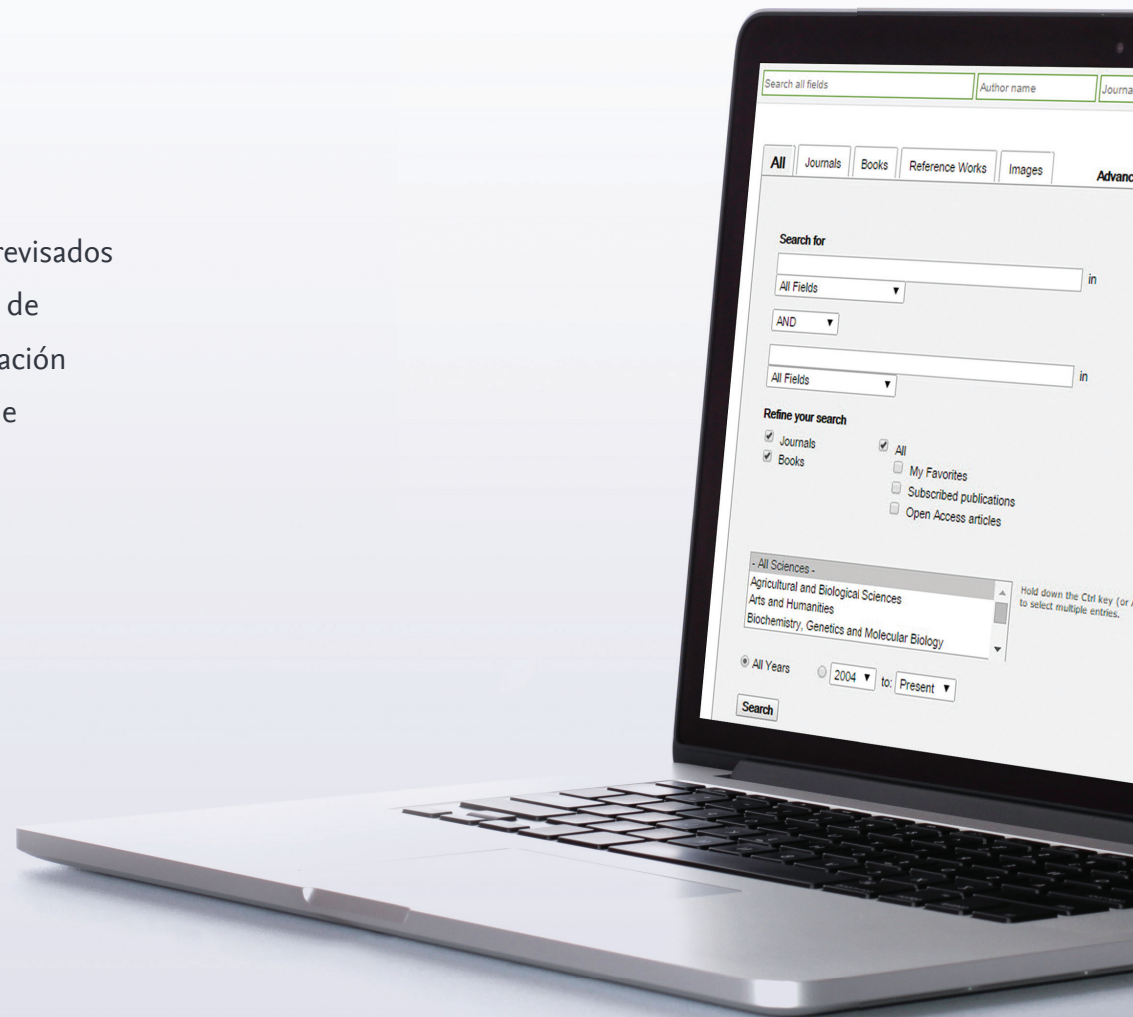 revisados
de
ación
e
Search all fields
Author name
Journa
All
Journals
Books
Reference Works
Images
Advanc
Search for
in
All Fields
AND
in
All Fields
Refine your search
Journals
Books
All
My Favorites
Subscribed publications
Open Access articles
- All Sciences -
Agricultural and Biological Sciences
Arts and Humanities
Biochemistry, Genetics and Molecular Biology
Hold down the Ctrl key (or
to select multiple entries.
All Years
2004
to:
Present
Search